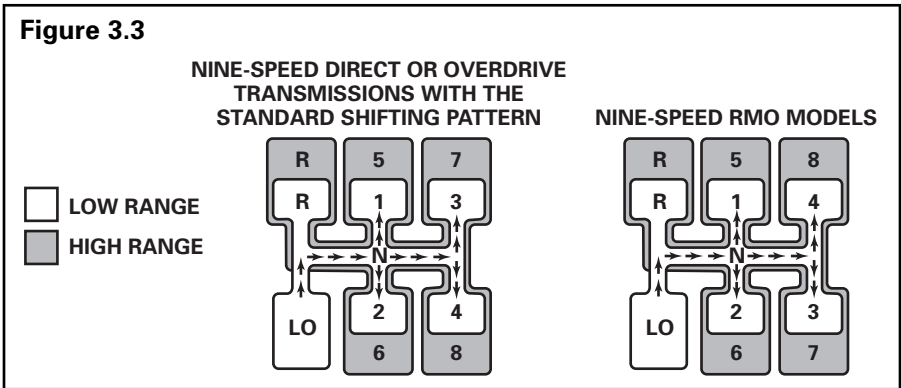 Figure 3.3
NINE-SPEED DIRECT OR OVERDRIVE
TRANSMISSIONS WITH THE
STANDARD SHIFTING PATTERN
R 5 7
R 1 3
N
LO 2 4
6 8
NINE-SPEED RMO MODELS
R 5 8
R 1 4
N
LO 2 3
6 7
LOW RANGE
HIGH RANGE